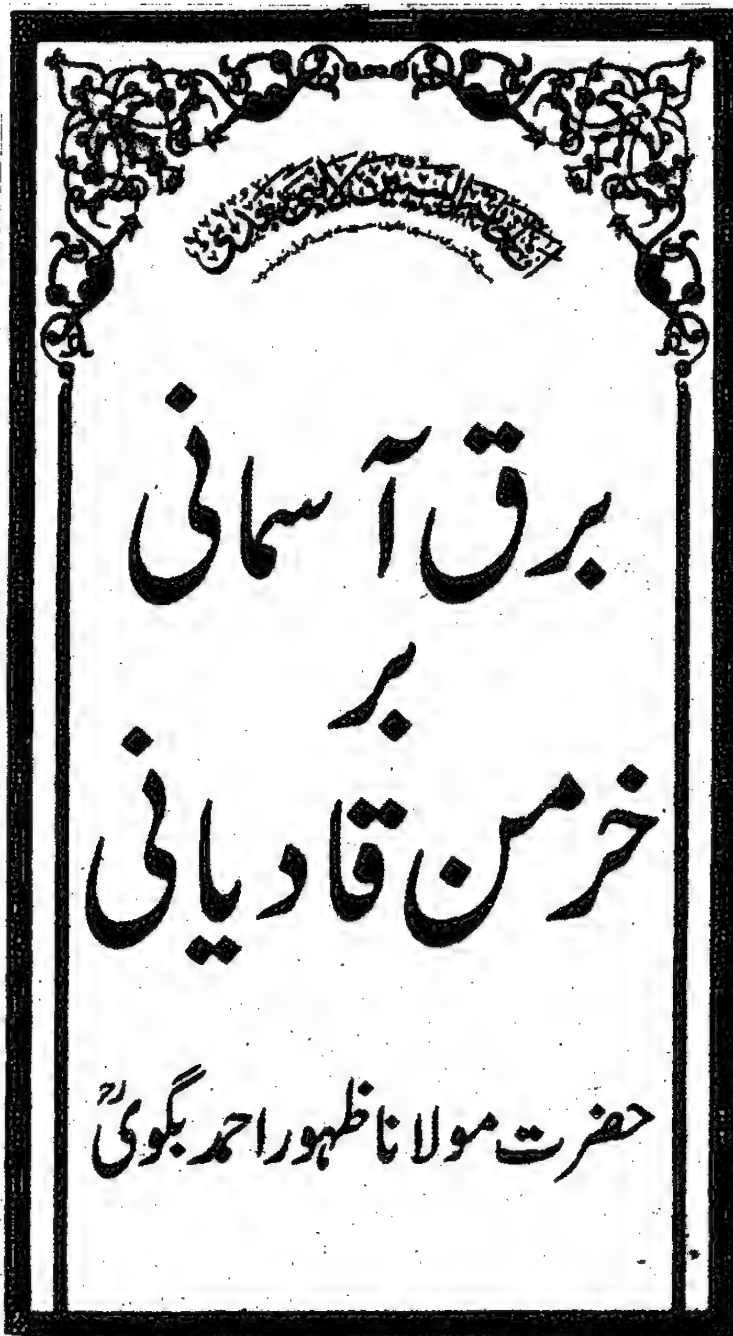 برق آسمانی
بر
خرمن قادیانی
حضرت مولانا ظہور احمد بگویؒ